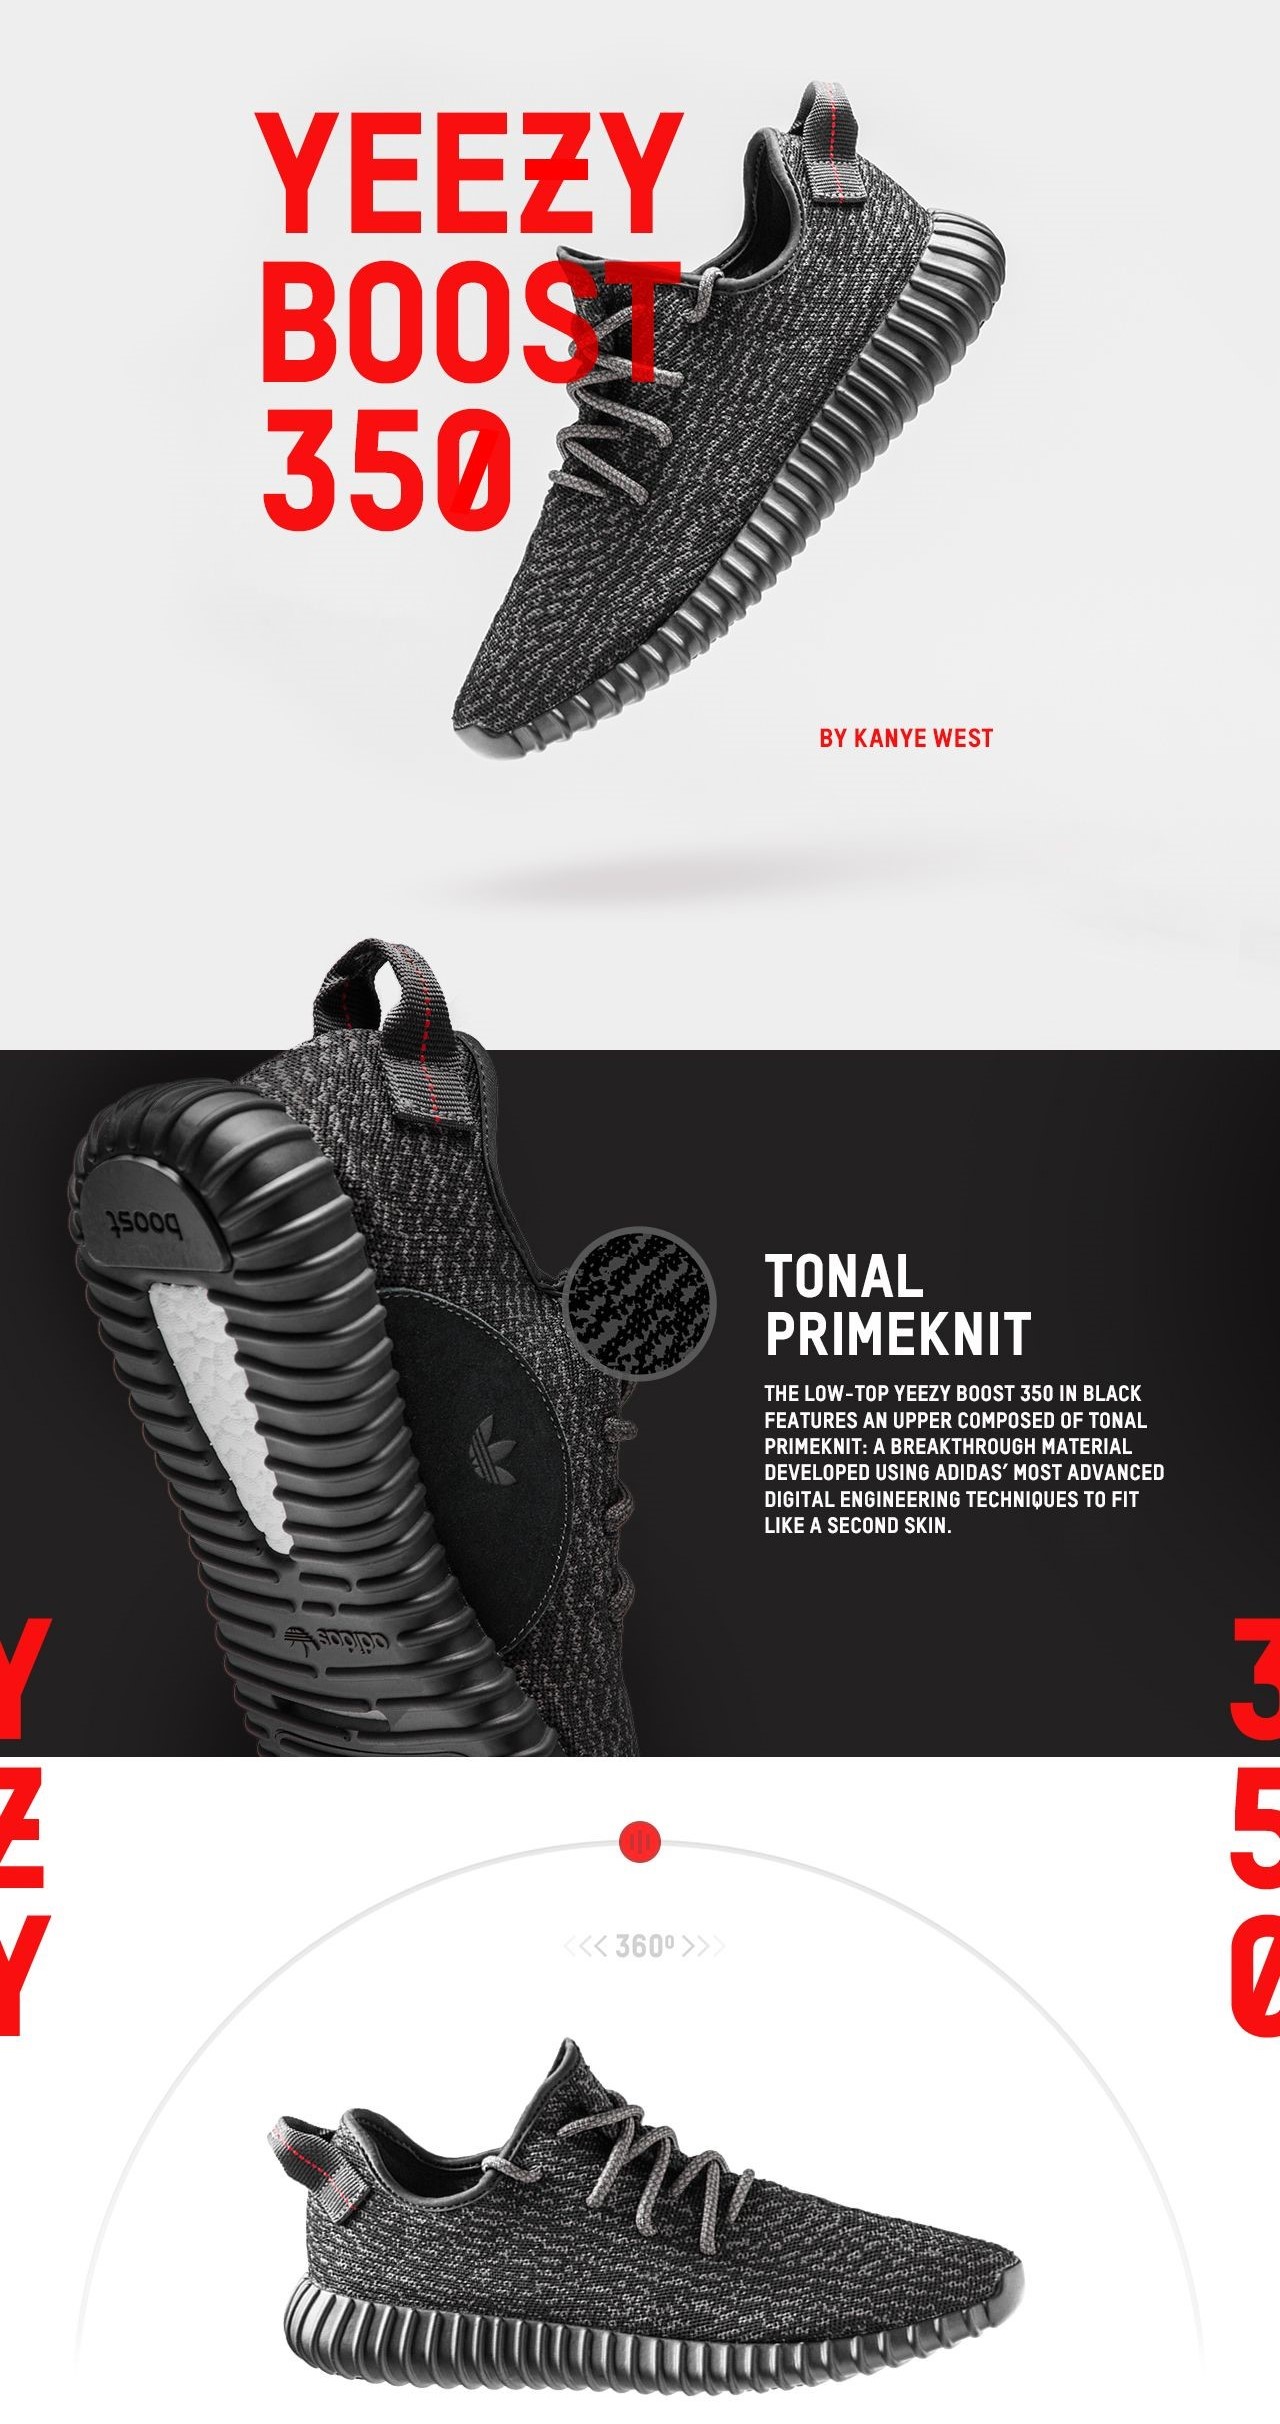 YEEZY
BOOST
350
BY KANYE WEST
boost
TONAL
PRIMEKNIT
THE LOW-TOP YEEZY BOOST 350 IN BLACK
FEATURES AN UPPER COMPOSED OF TONAL
PRIMEKNIT: A BREAKTHROUGH MATERIAL
DEVELOPED USING ADIDAS' MOST ADVANCED
DIGITAL ENGINEERING TECHNIQUES TO FIT
LIKE A SECOND SKIN.
adidas
Y
Z
Y
3
5
0
360º